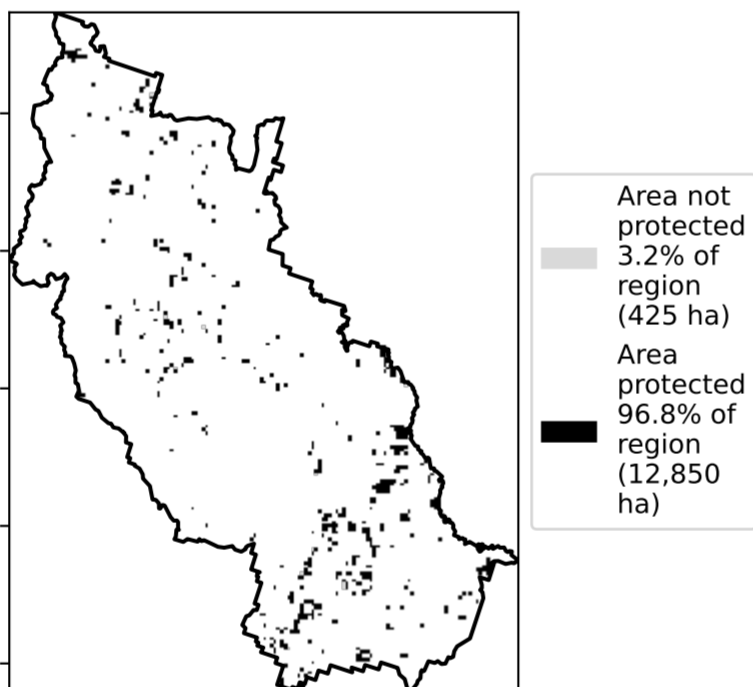 Area not
protected
3.2% of
region
(425 ha)
Area
protected
96.8% of
region
(12,850
ha)